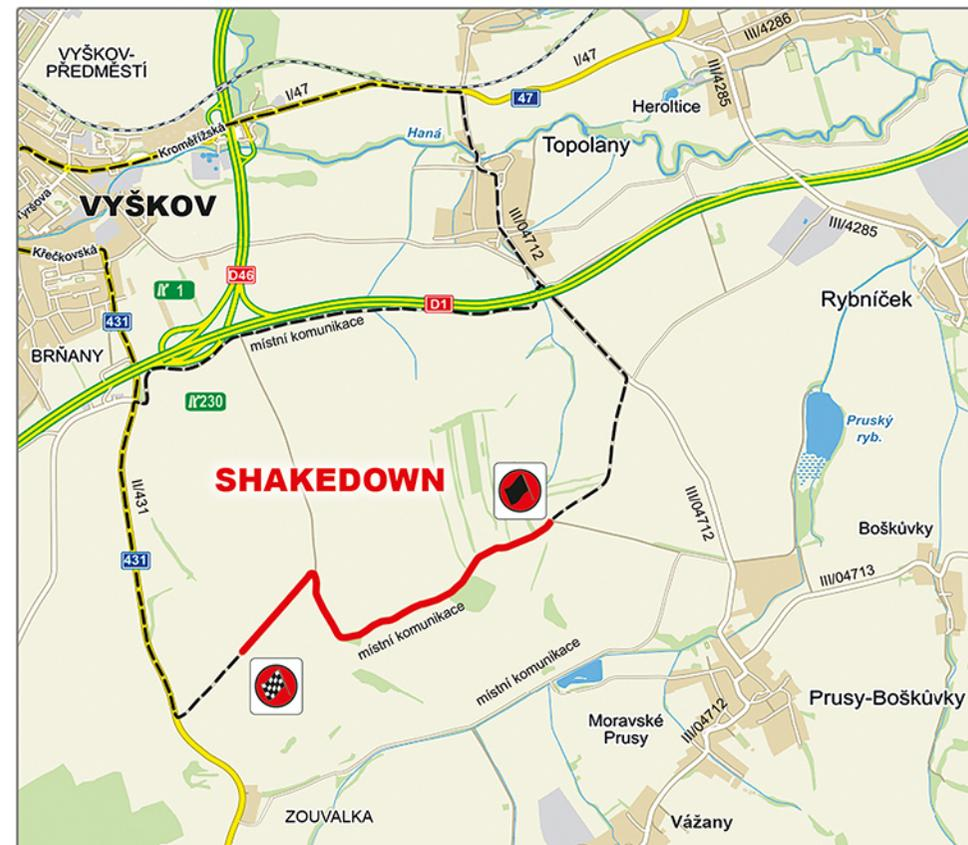 III/4286
VYŠKOV-
PŘEDMĚSTÍ
I/47
III/4285
I/47
47
Heroltice
Kroměřížská
Haná
Topolany
Tyršova
VYŠKOV
III/04712
III/4285
Křečkovská
D46
1
D1
Rybníček
431
místní komunikace
BRŇANY
230
Pruský
ryb.
SHAKEDOWN
II/431
III/04712
Boškůvky
431
III/04713
místní komunikace
místní komunikace
Prusy-Boškůvky
Moravské
Prusy
III/04712
ZOUVALKA
Vážany